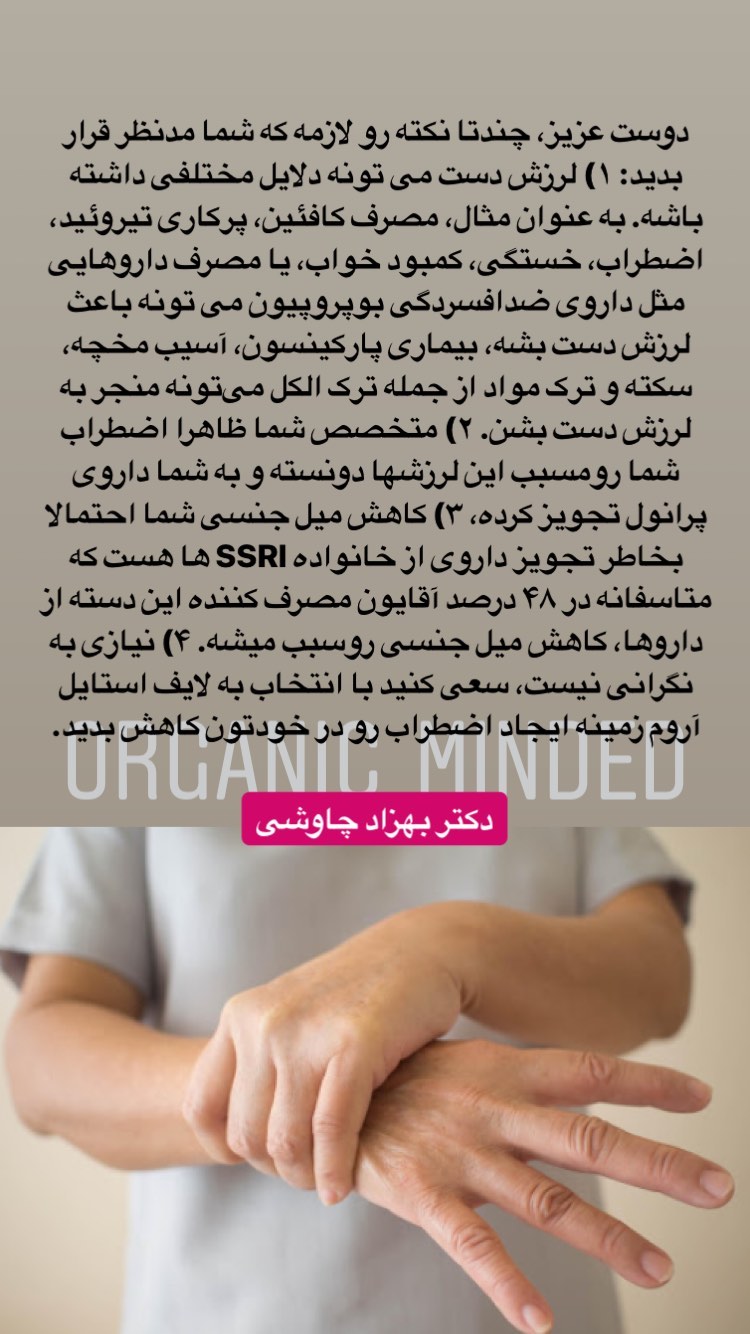 دوست عزیز، چندتا نکته رو لازمه که شما مدنظر قرار
بدید: ۱) لرزش دست می تونه دلایل مختلفی داشته
باشه. به عنوان مثال، مصرف کافئین، پرکاری تیروئید،
اضطراب، خستگی، کمبود خواب، یا مصرف داروهایی
مثل داروی ضدافسردگی بوپروپیون می تونه باعث
لرزش دست بشه، بیماری پارکینسون، آسیب مخچه،
سکته و ترک مواد از جمله ترک الکل می‌تونه منجر به
لرزش دست بشن. ۲) متخصص شما ظاهرا اضطراب
شما رومسبب این لرزشها دونسته و به شما داروی
پرانول تجویز کرده، ۳) کاهش میل جنسی شما احتمالا
بخاطر تجویز داروی از خانواده SSRI ها هست که
متاسفانه در ۴۸ درصد آقایون مصرف کننده این دسته از
داروها، کاهش میل جنسی روسبب میشه. ۴) نیازی به
نگرانی نیست، سعی کنید با انتخاب به لایف استایل
آروم زمینه ایجاد اضطراب رو در خودتون کاهش بدید.
ORGANIC MINDED
دکتر بهزاد چاوشی